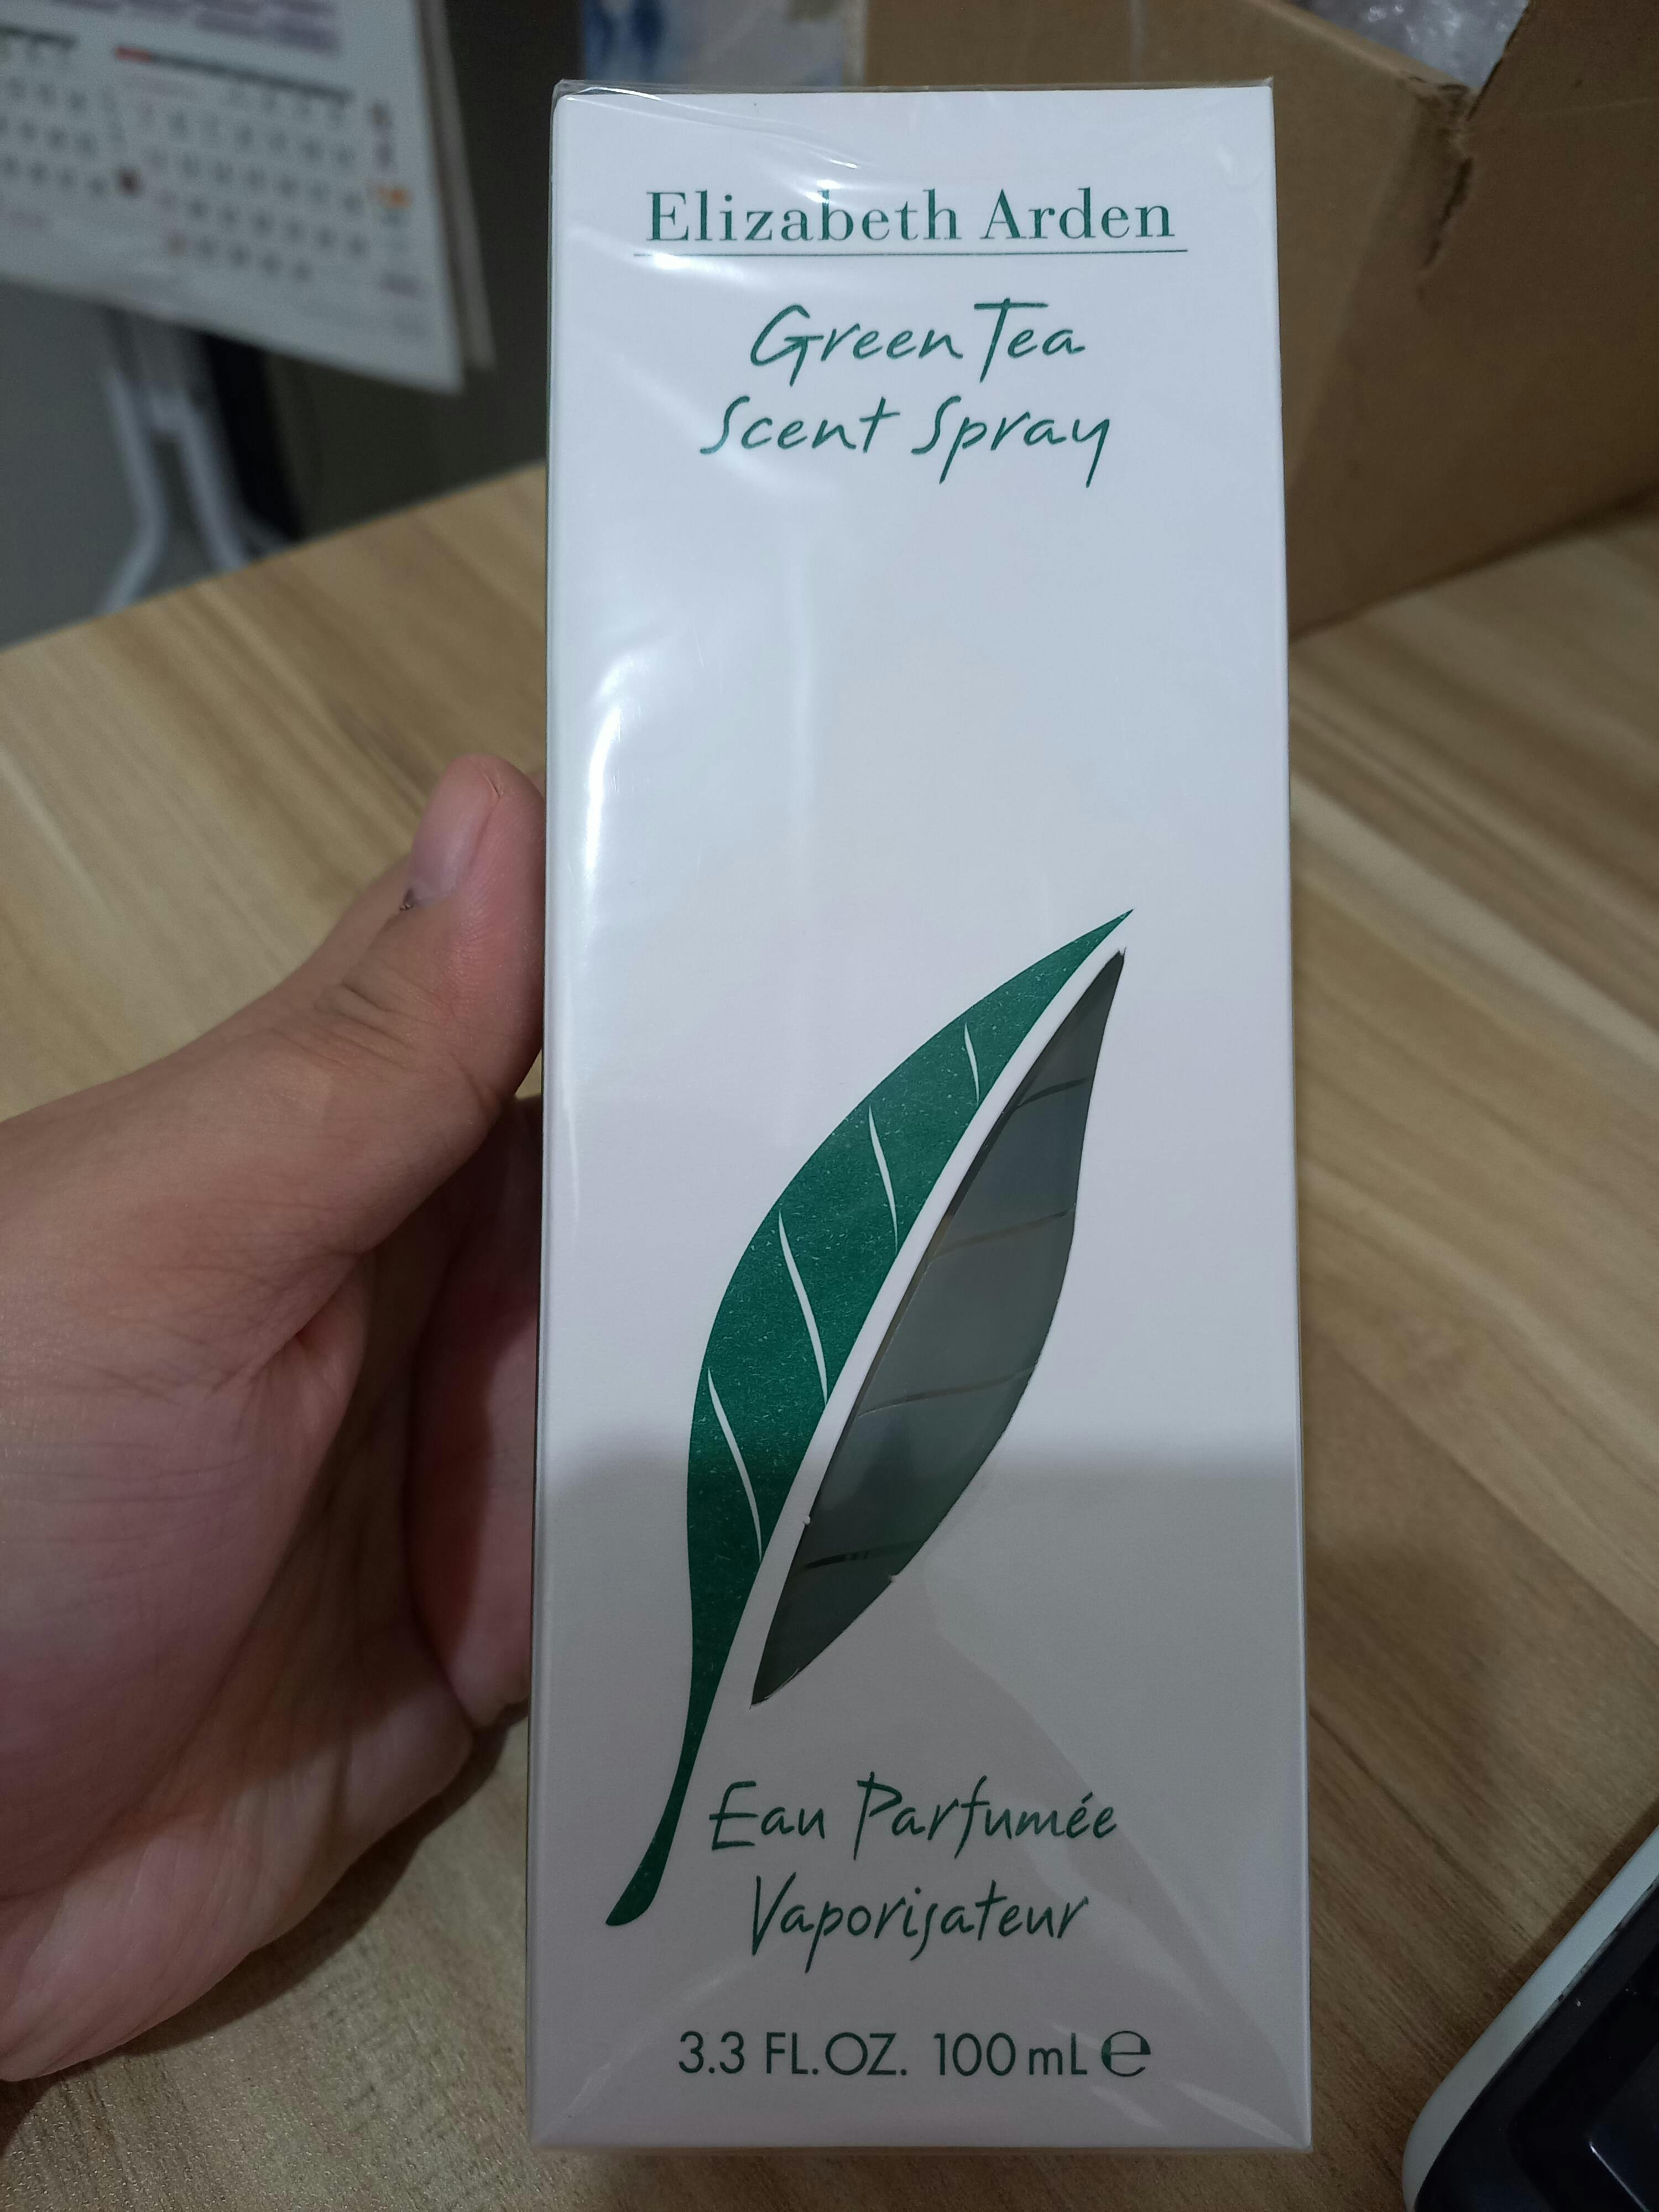 Elizabeth Arden
Green Tea
Scent Spray
Eau Parfumée
Vaporisateur
3.3 FL.OZ. 100 mL ℮